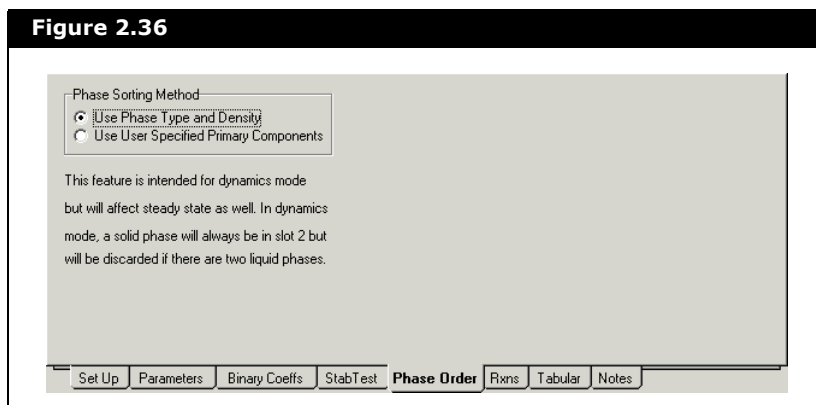 Figure 2.36
Phase Sorting Method
Use Phase Type and Density
Use User Specified Primary Components
This feature is intended for dynamics mode
but will affect steady state as well. In dynamics
mode, a solid phase will always be in slot 2 but
will be discarded if there are two liquid phases.
Set Up Parameters Binary Coeffs StabTest Phase Order Rxns Tabular Notes